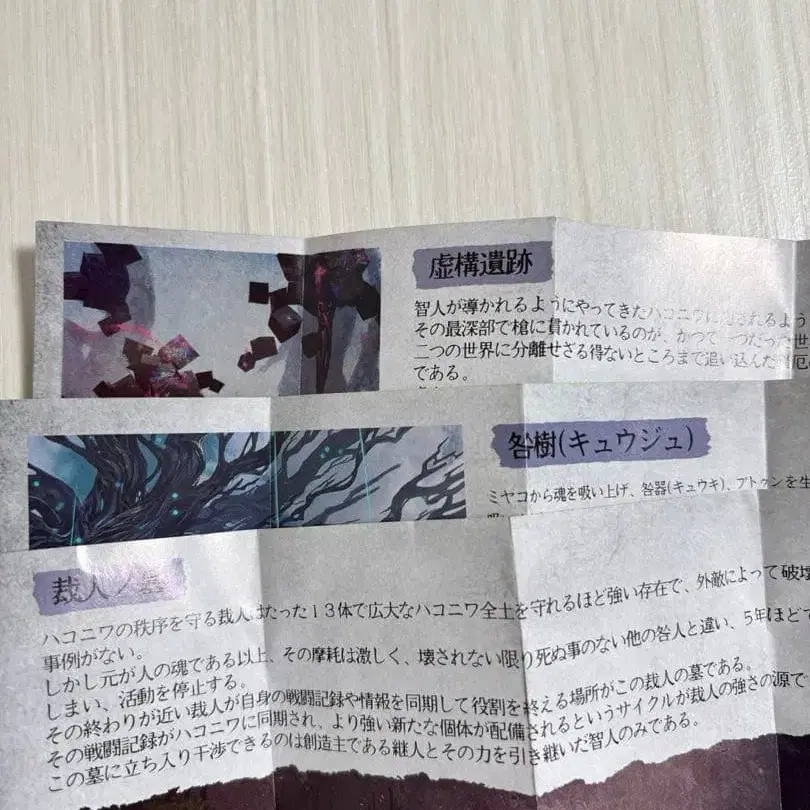 虚構遺跡
智人が導かれるようにやってきたハコニワに
その最深部で槍に貫かれているのが、かつて一つだった世
二つの世界に分離せざる得ないところまで追い込んだ
である。
咎樹(キュウジュ)
ミヤコから魂を吸い上げ、咎器(キュウキ)、プトゥンを生
裁人ノ墓
ハコニワの秩序を守る裁人はたった13体で広大なハコニワ全土を守れるほど強い存在で、外敵によって破壊
事例がない。
しかし元が人の魂である以上、その摩耗は激しく、壊されない限り死ぬ事のない他の咎人と違い、5年ほどで
しまい、活動を停止する。
その終わりが近い裁人が自身の戦闘記録や情報を同期して役割を終える場所がこの裁人の墓である。
その戦闘記録がハコニワに同期され、より強い新たな個体が配備されるというサイクルが裁人の強さの源で
この墓に立ち入り干渉できるのは創造主である継人とその力を引き継いだ智人のみである。